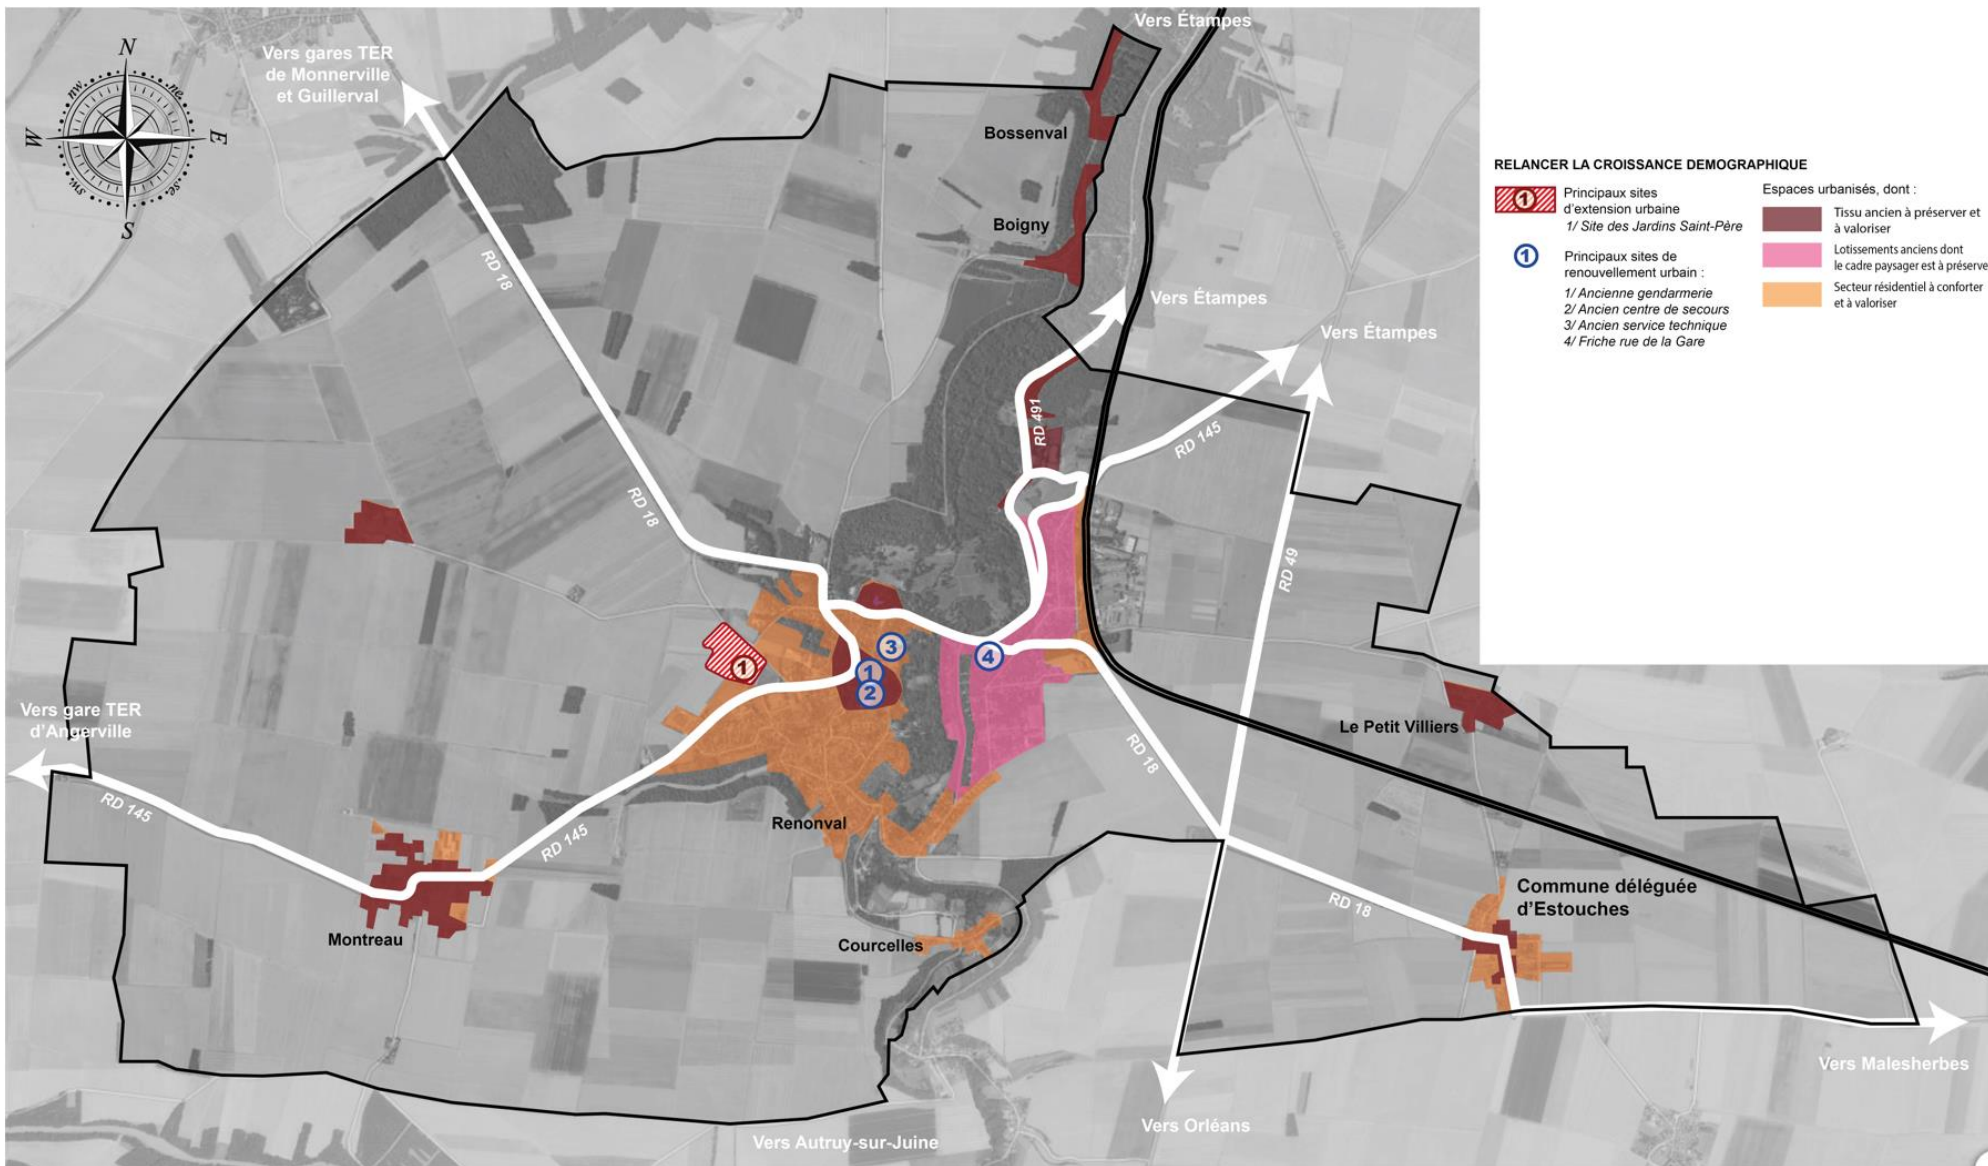 Vers Étampes
Vers gares TER
de Monnerville
et Guillerval
N
nw
ne
W
E
sw
se
S
Bossenval
Boigny
RD 18
Vers Étampes
Vers Étampes
RD 491
RD 145
RD 18
RD 49
1
3
1
2
4
Vers gare TER
d'Angerville
Le Petit Villiers
RD 18
RD 145
RD 145
Renonval
Commune déléguée
d'Estouches
RD 18
Montreau
Courcelles
Vers Malesherbes
Vers Orléans
Vers Autruy-sur-Juine
RELANCER LA CROISSANCE DEMOGRAPHIQUE
1
Principaux sites
d'extension urbaine
1/ Site des Jardins Saint-Père
1
Principaux sites de
renouvellement urbain :
1/ Ancienne gendarmerie
2/ Ancien centre de secours
3/ Ancien service technique
4/ Friche rue de la Gare
Espaces urbanisés, dont :
Tissu ancien à préserver et
à valoriser
Lotissements anciens dont
le cadre paysager est à préserve
Secteur résidentiel à conforter
et à valoriser